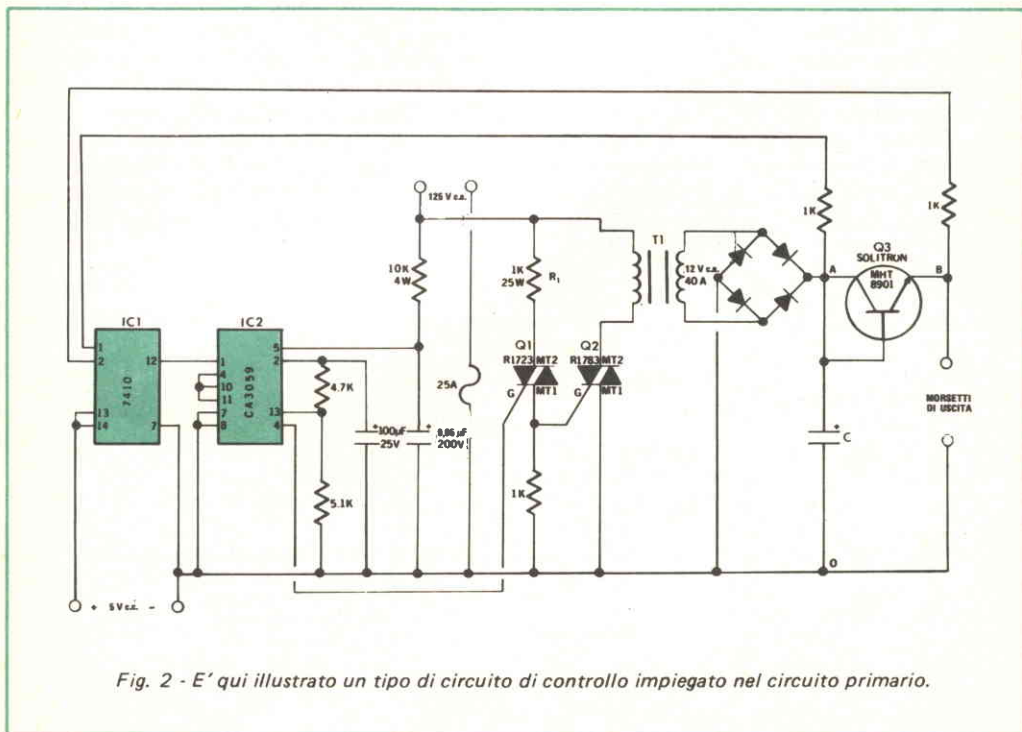 125 V c.a.
1K
1K
10K
4W
1K
25W
R1
T1
12 V c.a.
40 A
A
Q3
SOLITRON
MHT
8901
B
IC1
IC2
1
2
12
7410
13
14
7
1
4
10
11
7
8
CA3059
5
2
13
4
4.7K
5.1K
+ 100µF
25V
+
200V
25A
Q1
R1723 MT2
G
MT1
Q2
R1783 MT2
G
MT1
1K
+
C
MORSETTI
DI USCITA
O
+ 5V c.c. -
Fig. 2 - E' qui illustrato un tipo di circuito di controllo impiegato nel circuito primario.